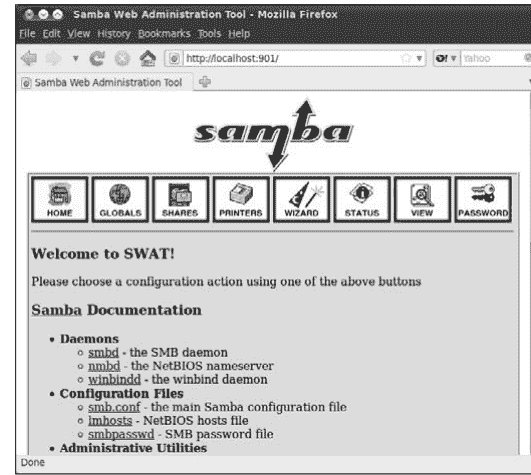 Samba Web Administration Tool - Mozilla Firefox
File Edit View History Bookmarks Tools Help
http://localhost:901/
Yahoo
Samba Web Administration Tool
samba
HOME GLOBALS SHARES PRINTERS WIZARD STATUS VIEW PASSWORD
Welcome to SWAT!
Please choose a configuration action using one of the above buttons
Samba Documentation
• Daemons
◦ smbd - the SMB daemon
◦ nmbd - the NetBIOS nameserver
◦ winbindd - the winbind daemon
• Configuration Files
◦ smb.conf - the main Samba configuration file
◦ lmhosts - NetBIOS hosts file
◦ smbpasswd - SMB password file
• Administrative Utilities
Done